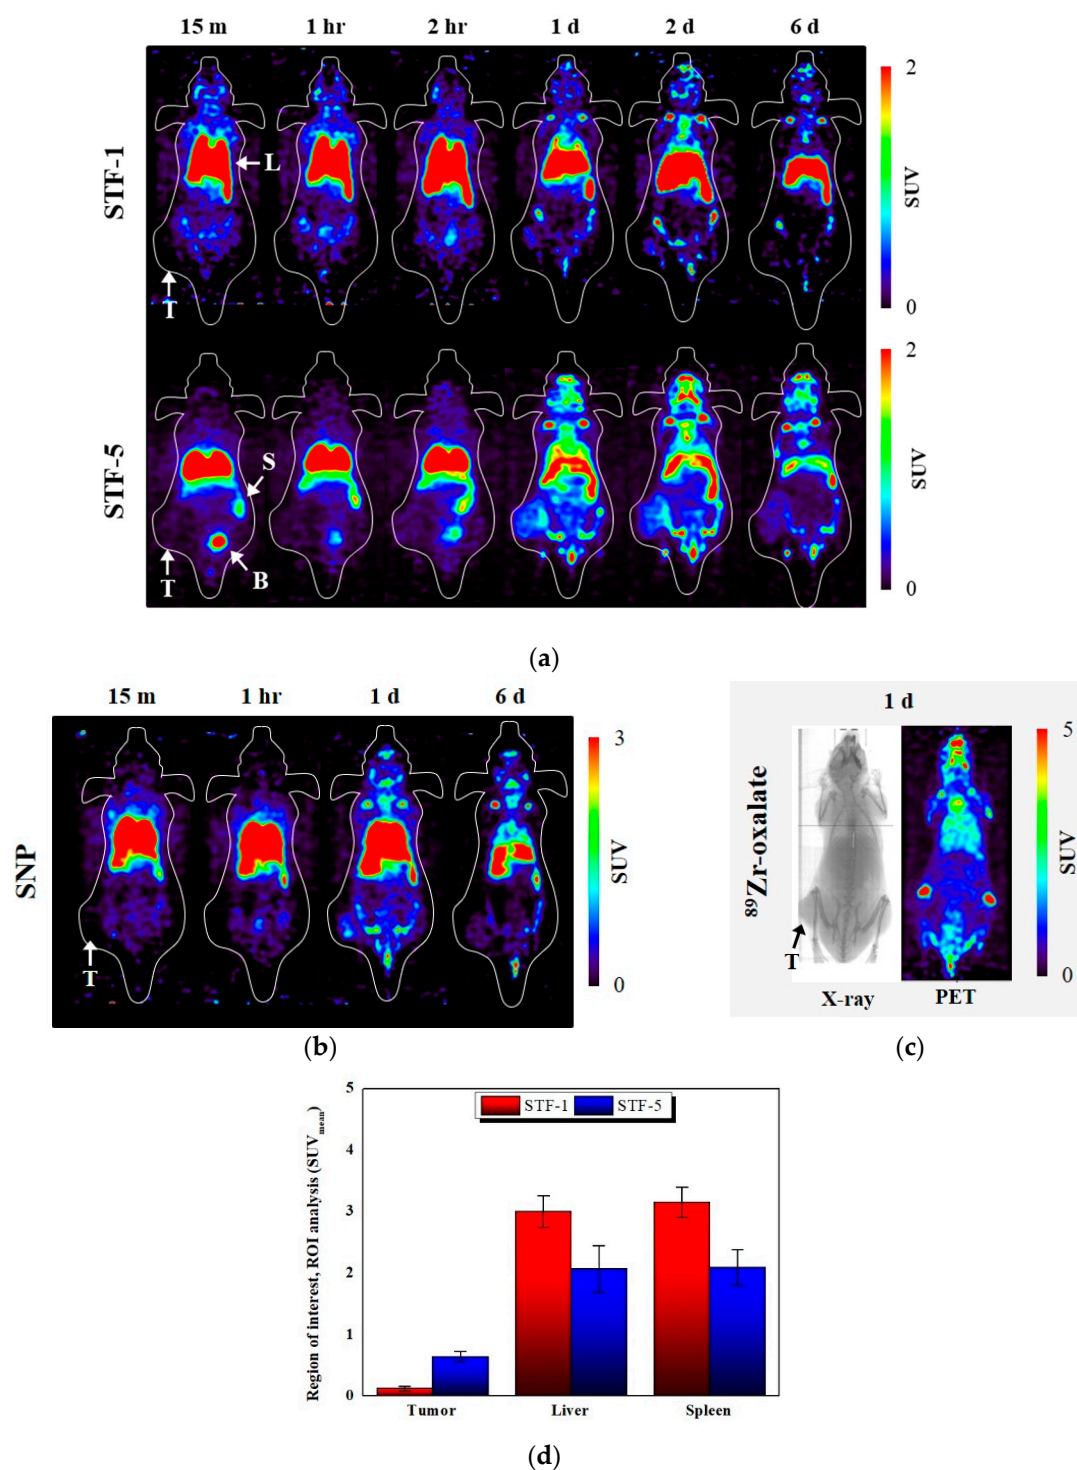 15 m 1 hr 2 hr 1 d 2 d 6 d
STF-1
L
T
2
SUV
0
STF-5
S
B
T
2
SUV
0
(a)
15 m 1 hr 1 d 6 d
SNP
T
3
SUV
0
(b)
1 d
89Zr-oxalate
T
X-ray PET
5
SUV
0
(c)
Region of interest, ROI analysis (SUVmean)
5
4
3
2
1
0
STF-1 STF-5
Tumor Liver Spleen
(d)